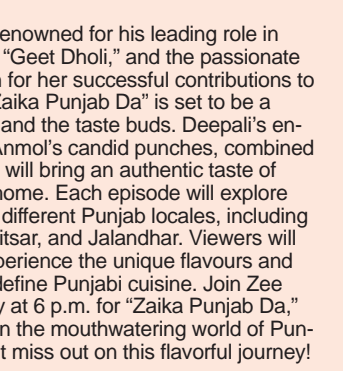 enowned for his leading role in
“Geet Dholi,” and the passionate
for her successful contributions to
Zaika Punjab Da” is set to be a
and the taste buds. Deepali’s en-
Anmol’s candid punches, combined
will bring an authentic taste of
home. Each episode will explore
different Punjab locales, including
itsar, and Jalandhar. Viewers will
perience the unique flavours and
define Punjabi cuisine. Join Zee
y at 6 p.m. for “Zaika Punjab Da,”
n the mouthwatering world of Pun-
t miss out on this flavorful journey!